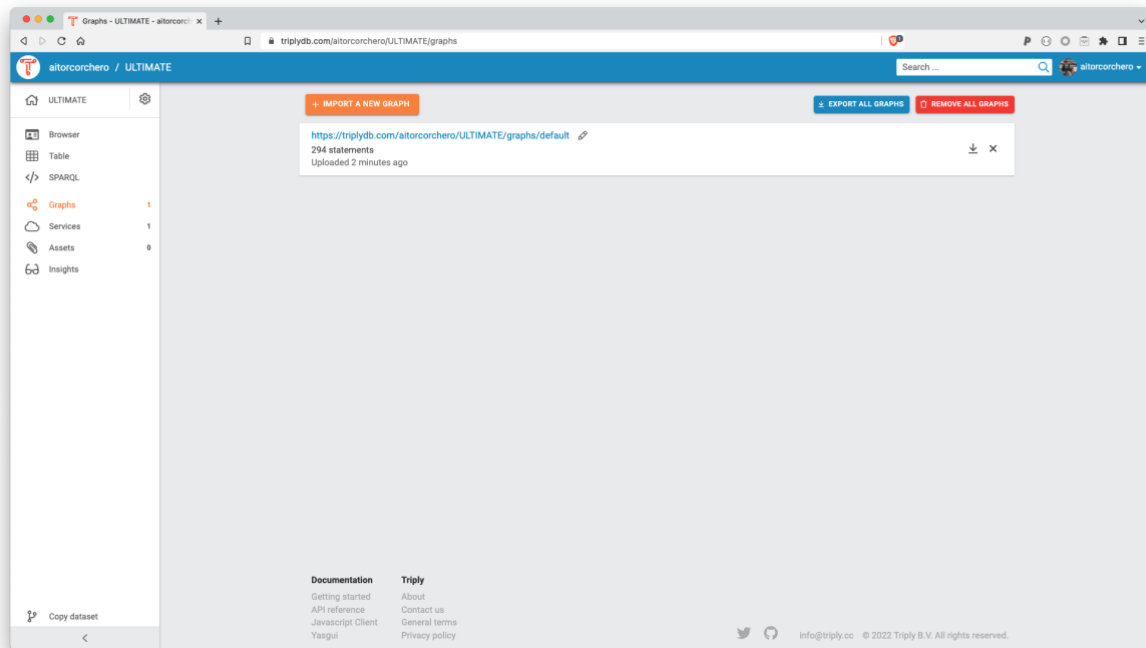 Graphs - ULTIMATE - aitorcorch
triplydb.com/aitorcorchero/ULTIMATE/graphs
aitorcorchero / ULTIMATE
Search ...
aitorcorchero
ULTIMATE
Browser
Table
SPARQL
Graphs 1
Services 1
Assets 0
Insights
Copy dataset
+ IMPORT A NEW GRAPH
EXPORT ALL GRAPHS
REMOVE ALL GRAPHS
https://triplydb.com/aitorcorchero/ULTIMATE/graphs/default
294 statements
Uploaded 2 minutes ago
Documentation
Getting started
API reference
Javascript Client
Yasgui
Triply
About
Contact us
General terms
Privacy policy
info@triply.cc © 2022 Triply B.V. All rights reserved.